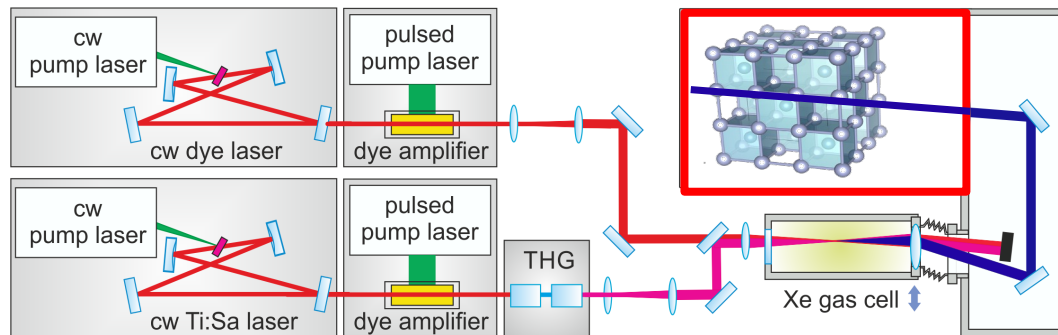 cw
pump laser
cw dye laser
pulsed
pump laser
dye amplifier
cw
pump laser
cw Ti:Sa laser
pulsed
pump laser
dye amplifier
THG
Xe gas cell